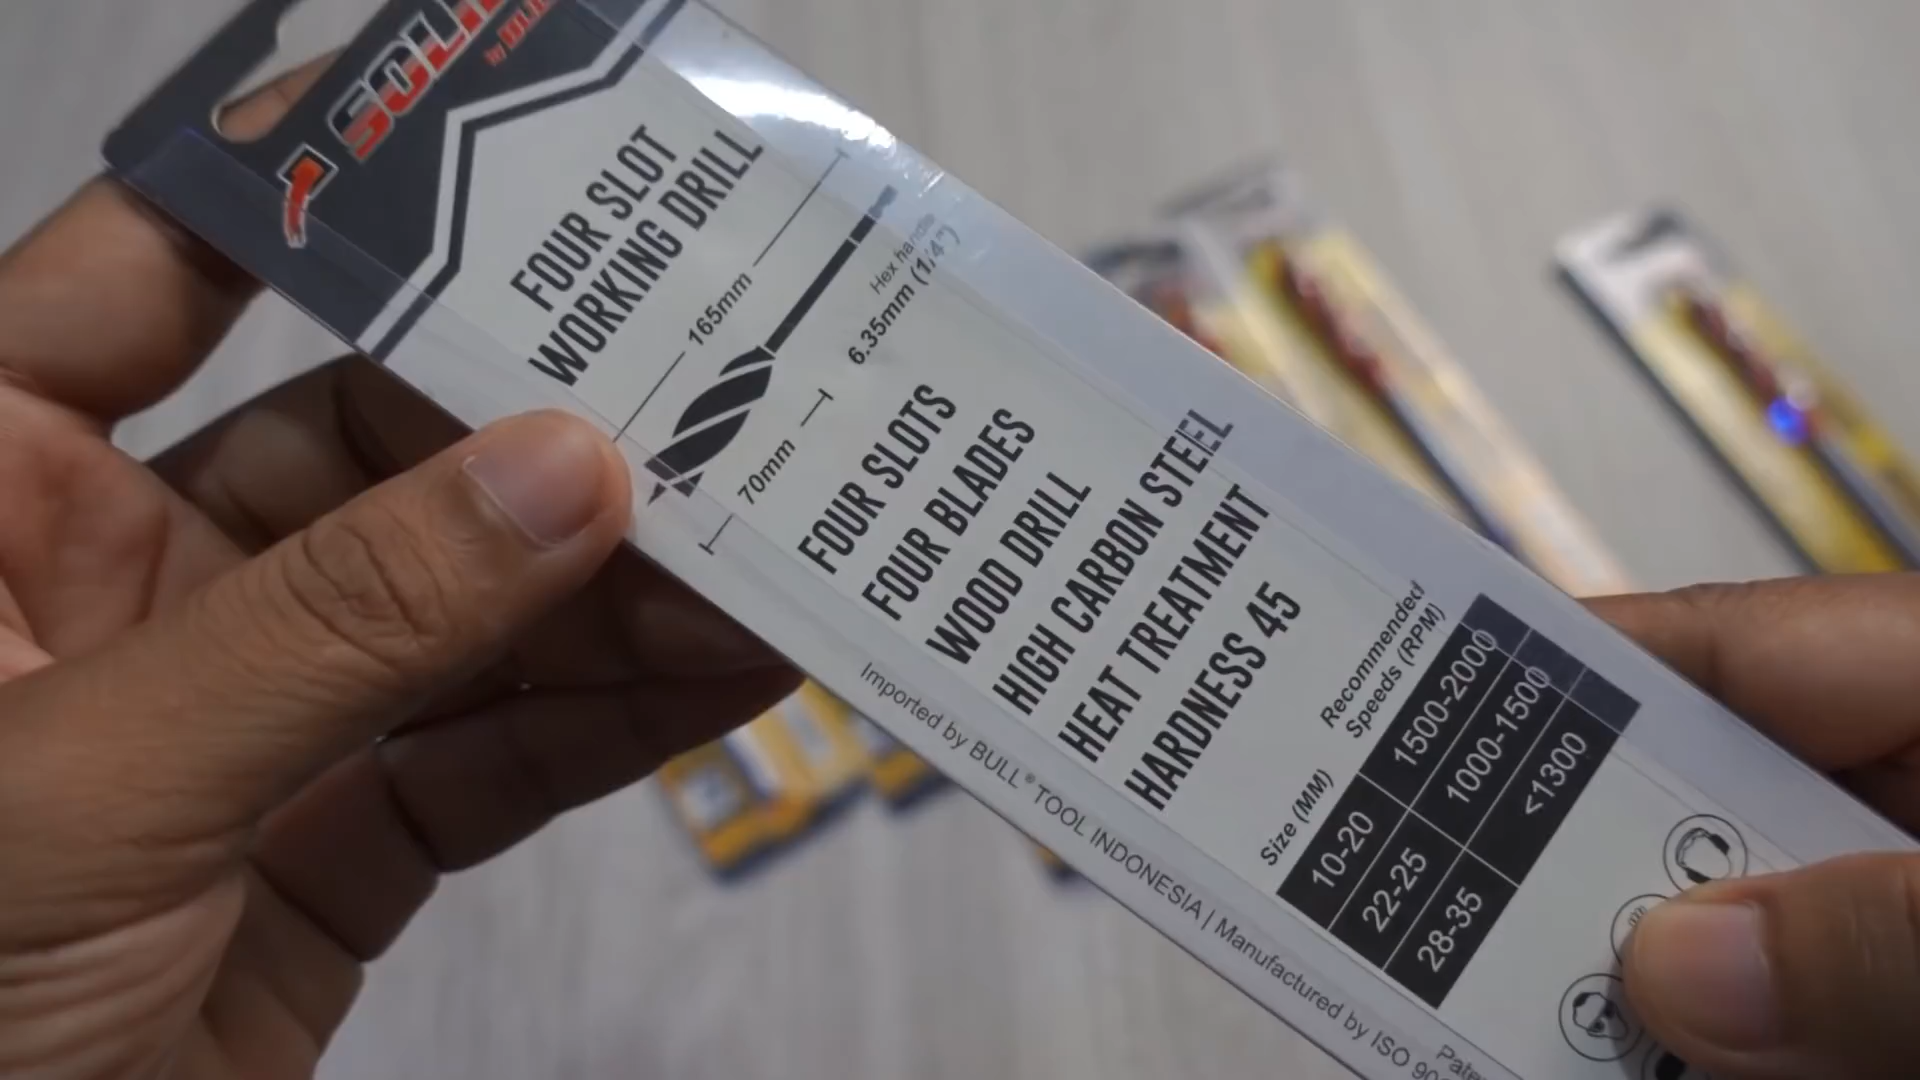 SOLID
by
FOUR SLOT
WORKING DRILL
165mm
Hex handle
6.35mm (1/4")
70mm
FOUR SLOTS
FOUR BLADES
WOOD DRILL
HIGH CARBON STEEL
HEAT TREATMENT
HARDNESS 45
Size (MM) Recommended Speeds (RPM)
10-20 1500-2000
22-25 1000-1500
28-35 <1300
Imported by BULL® TOOL INDONESIA | Manufactured by ISO